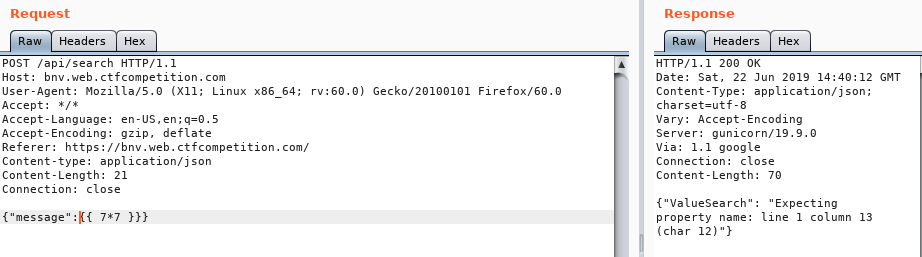 Request
Raw Headers Hex
POST /api/search HTTP/1.1
Host: bnv.web.ctfcompetition.com
User-Agent: Mozilla/5.0 (X11; Linux x86_64; rv:60.0) Gecko/20100101 Firefox/60.0
Accept: */*
Accept-Language: en-US,en;q=0.5
Accept-Encoding: gzip, deflate
Referer: https://bnv.web.ctfcompetition.com/
Content-type: application/json
Content-Length: 21
Connection: close
{"message":{{ 7*7 }}}
Response
Raw Headers Hex
HTTP/1.1 200 OK
Date: Sat, 22 Jun 2019 14:40:12 GMT
Content-Type: application/json;
charset=utf-8
Vary: Accept-Encoding
Server: gunicorn/19.9.0
Via: 1.1 google
Connection: close
Content-Length: 70
{"ValueSearch": "Expecting
property name: line 1 column 13
(char 12)"}